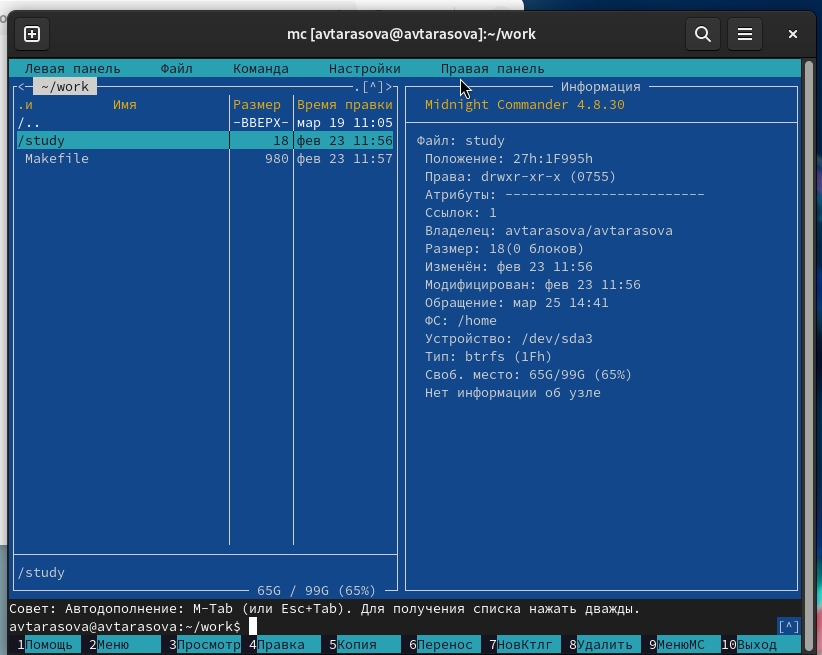 mc [avtarasova@avtarasova]:~/work
Левая панель Файл Команда Настройки Правая панель
<- ~/work .[^]>
.и Имя Размер Время правки
/.. -ВВЕРХ- мар 19 11:05
/study 18 фев 23 11:56
Makefile 980 фев 23 11:57
/study
65G / 99G (65%)
Информация
Midnight Commander 4.8.30
Файл: study
Положение: 27h:1F995h
Права: drwxr-xr-x (0755)
Атрибуты: -------------------------
Ссылок: 1
Владелец: avtarasova/avtarasova
Размер: 18(0 блоков)
Изменён: фев 23 11:56
Модифицирован: фев 23 11:56
Обращение: мар 25 14:41
ФС: /home
Устройство: /dev/sda3
Тип: btrfs (1Fh)
Своб. место: 65G/99G (65%)
Нет информации об узле
Совет: Автодополнение: M-Tab (или Esc+Tab). Для получения списка нажать дважды.
avtarasova@avtarasova:~/work$ [^]
1Помощь 2Меню 3Просмотр 4Правка 5Копия 6Перенос 7НовКтлг 8Удалить 9МенюМС 10Выход